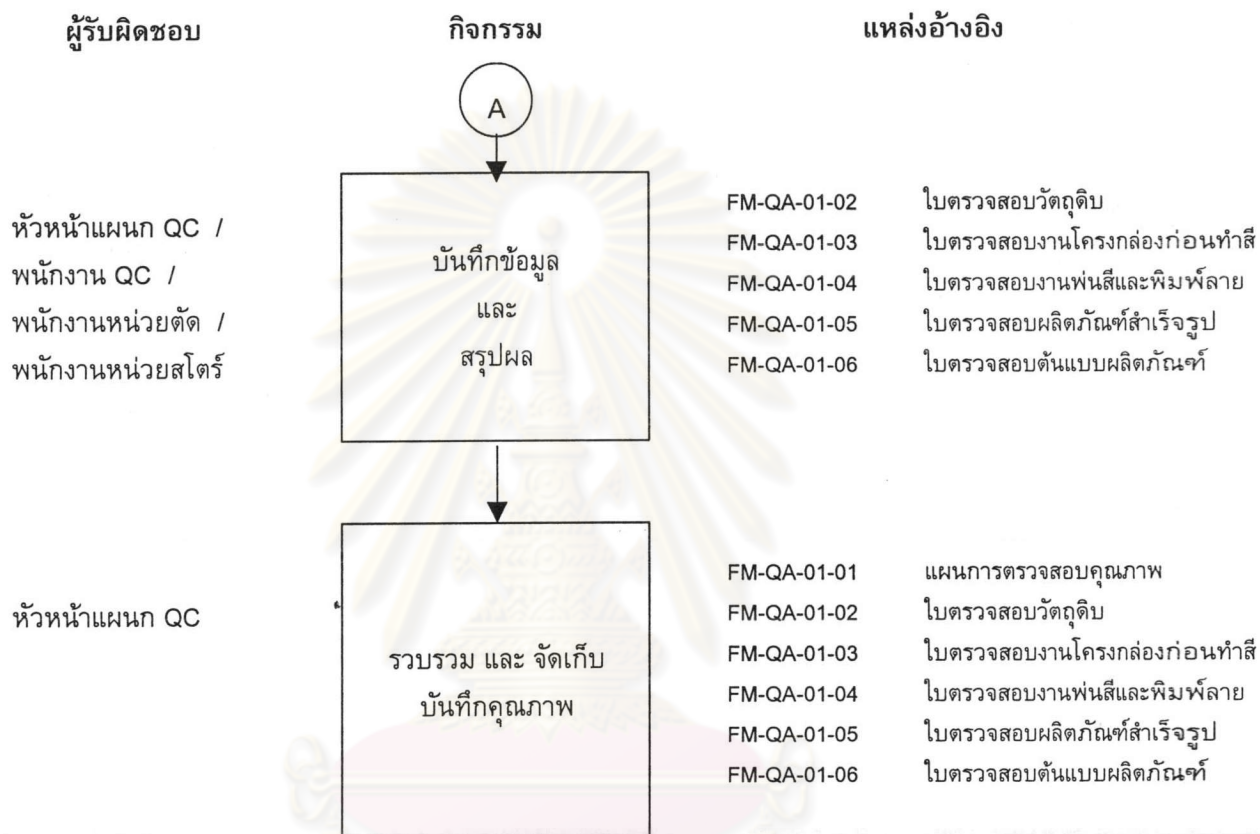 ผู้รับผิดชอบ กิจกรรม แหล่งอ้างอิง
A
หัวหน้าแผนก QC /
พนักงาน QC /
พนักงานหน่วยตัด /
พนักงานหน่วยสโตร์
บันทึกข้อมูล
และ
สรุปผล
FM-QA-01-02 ใบตรวจสอบวัตถุดิบ
FM-QA-01-03 ใบตรวจสอบงานโครงกล่องก่อนทำสี
FM-QA-01-04 ใบตรวจสอบงานพ่นสีและพิมพ์ลาย
FM-QA-01-05 ใบตรวจสอบผลิตภัณฑ์สำเร็จรูป
FM-QA-01-06 ใบตรวจสอบต้นแบบผลิตภัณฑ์
หัวหน้าแผนก QC
รวบรวม และ จัดเก็บ
บันทึกคุณภาพ
FM-QA-01-01 แผนการตรวจสอบคุณภาพ
FM-QA-01-02 ใบตรวจสอบวัตถุดิบ
FM-QA-01-03 ใบตรวจสอบงานโครงกล่องก่อนทำสี
FM-QA-01-04 ใบตรวจสอบงานพ่นสีและพิมพ์ลาย
FM-QA-01-05 ใบตรวจสอบผลิตภัณฑ์สำเร็จรูป
FM-QA-01-06 ใบตรวจสอบต้นแบบผลิตภัณฑ์